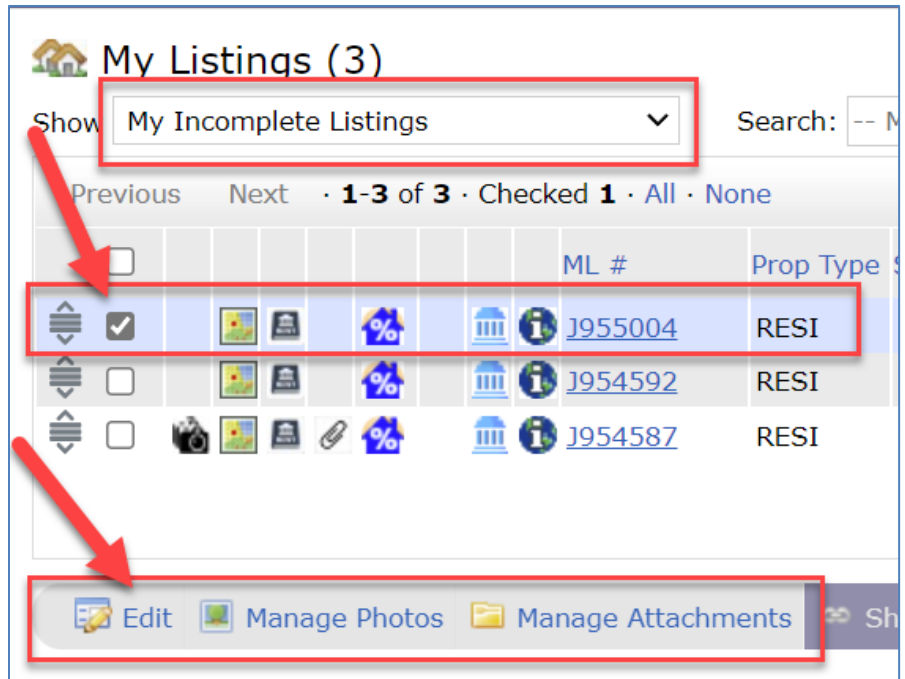 My Listings (3)
Show My Incomplete Listings Search: -- M
Previous Next · 1-3 of 3 · Checked 1 · All · None
ML # Prop Type
% J955004 RESI
% J954592 RESI
% J954587 RESI
Edit Manage Photos Manage Attachments Sh